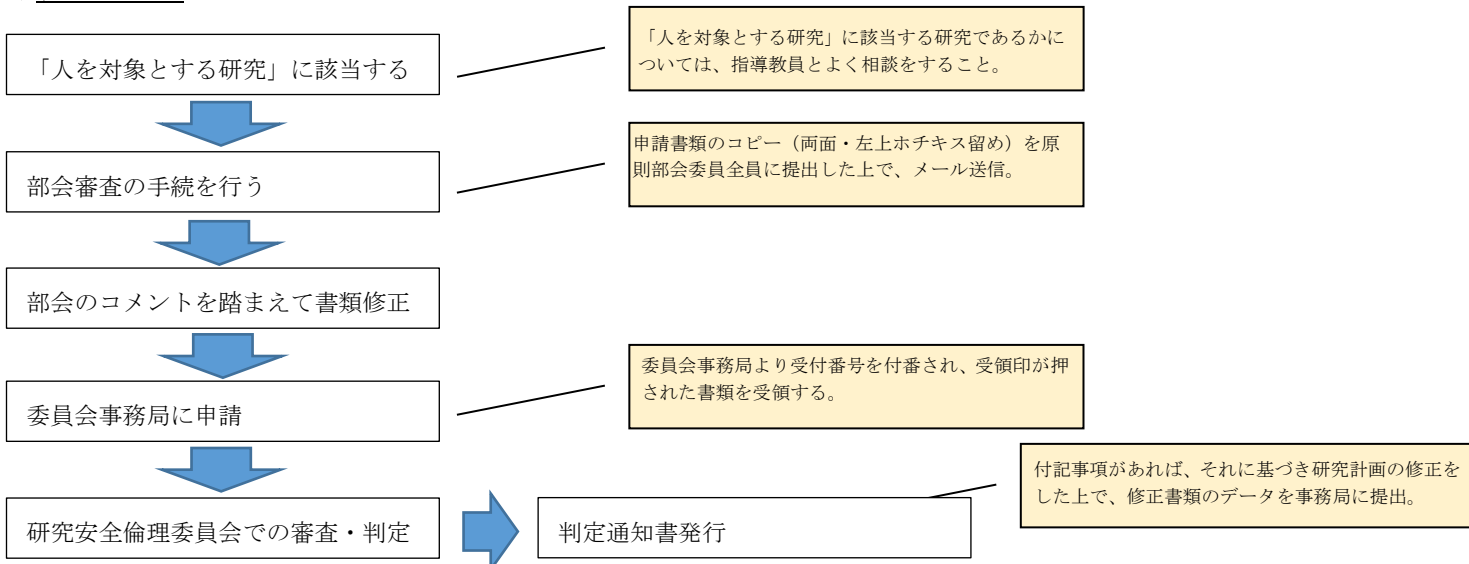 「人を対象とする研究」に該当する
「人を対象とする研究」に該当する研究であるかに
ついては、指導教員とよく相談をすること。
部会審査の手続を行う
申請書類のコピー（両面・左上ホチキス留め）を原
則部会委員全員に提出した上で、メール送信。
部会のコメントを踏まえて書類修正
委員会事務局に申請
委員会事務局より受付番号を付番され、受領印が押
された書類を受領する。
研究安全倫理委員会での審査・判定
判定通知書発行
付記事項があれば、それに基づき研究計画の修正を
した上で、修正書類のデータを事務局に提出。